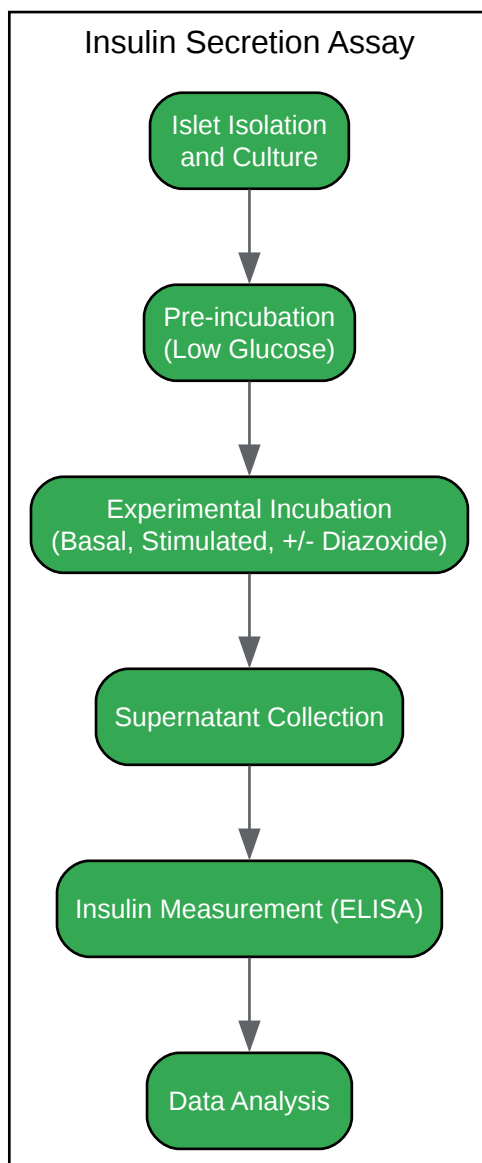 Insulin Secretion Assay
Islet Isolation
and Culture
Pre-incubation
(Low Glucose)
Experimental Incubation
(Basal, Stimulated, +/- Diazoxide)
Supernatant Collection
Insulin Measurement (ELISA)
Data Analysis